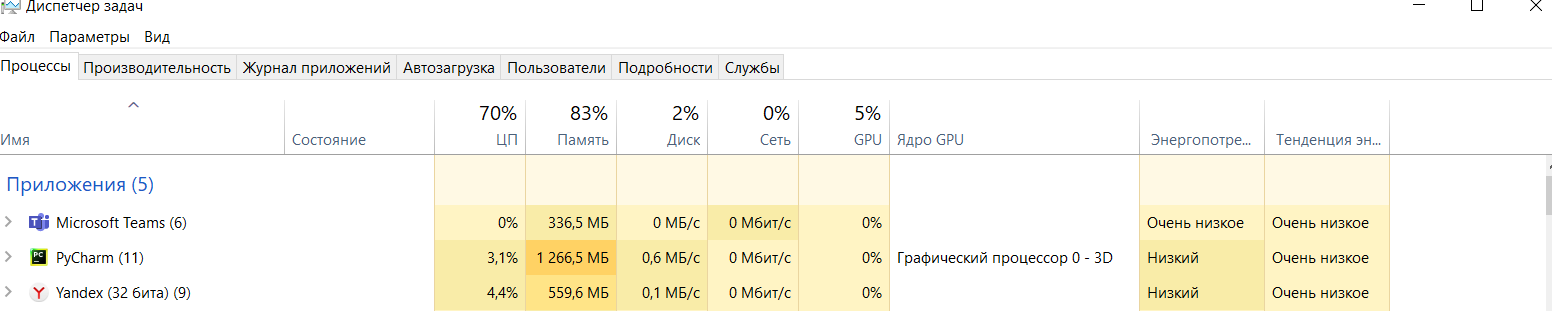 Диспетчер задач
Файл Параметры Вид
Процессы Производительность Журнал приложений Автозагрузка Пользователи Подробности Службы
70% 83% 2% 0% 5%
Имя Состояние ЦП Память Диск Сеть GPU Ядро GPU Энергопотре... Тенденция эн...
Приложения (5)
Microsoft Teams (6) 0% 336,5 МБ 0 МБ/с 0 Мбит/с 0% Очень низкое Очень низкое
PyCharm (11) 3,1% 1 266,5 МБ 0,6 МБ/с 0 Мбит/с 0% Графический процессор 0 - 3D Низкий Очень низкое
Yandex (32 бита) (9) 4,4% 559,6 МБ 0,1 МБ/с 0 Мбит/с 0% Низкий Очень низкое